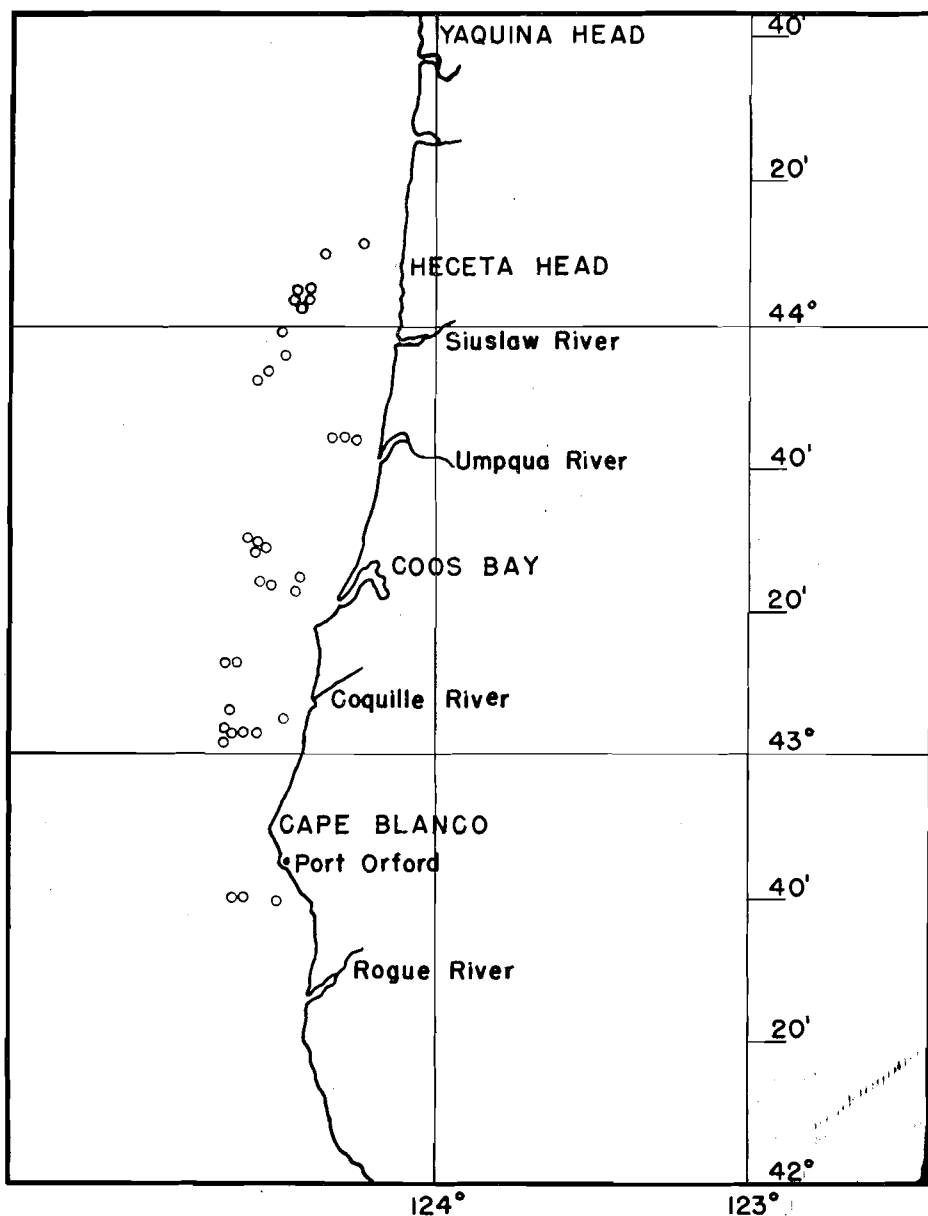 YAQUINA HEAD
40'
20'
HECETA HEAD
44°
Siuslaw River
Umpqua River
40'
COOS BAY
20'
Coquille River
43°
CAPE BLANCO
Port Orford
40'
Rogue River
20'
42°
124°
123°